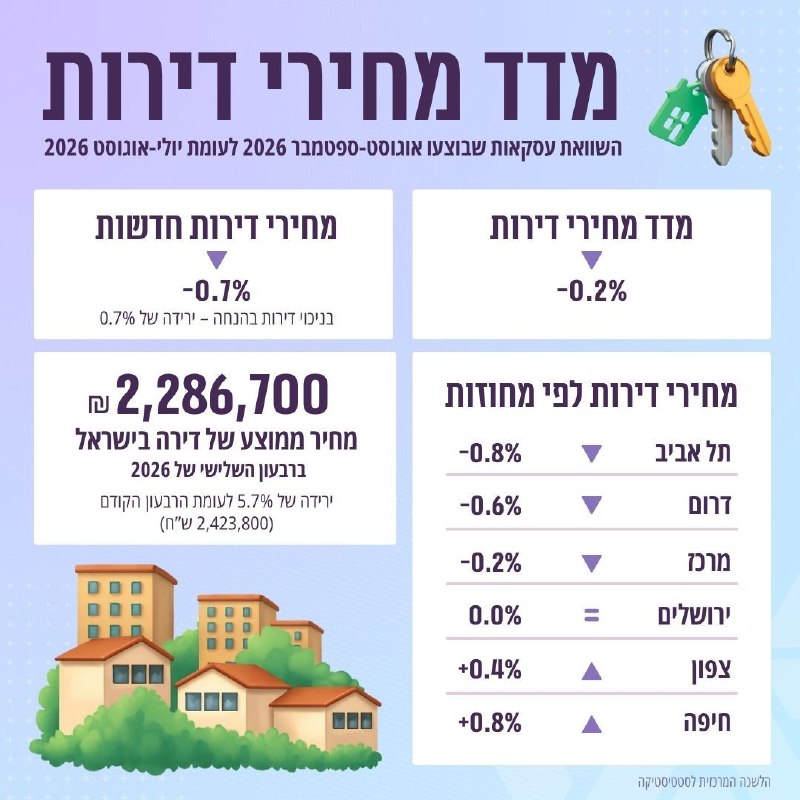 מדד מחירי דירות
השוואת עסקאות שבוצעו אוגוסט-ספטמבר 2026 לעומת יולי-אוגוסט 2026
מדד מחירי דירות
-0.2%
מחירי דירות חדשות
-0.7%
בניכוי דירות בהנחה – ירידה של 0.7%
2,286,700 ₪
מחיר ממוצע של דירה בישראל
ברבעון השלישי של 2026
ירידה של 5.7% לעומת הרבעון הקודם
(2,423,800 ש"ח)
מחירי דירות לפי מחוזות
תל אביב -0.8%
דרום -0.6%
מרכז -0.2%
ירושלים = 0.0%
צפון +0.4%
חיפה +0.8%
הלשכה המרכזית לסטטיסטיקה